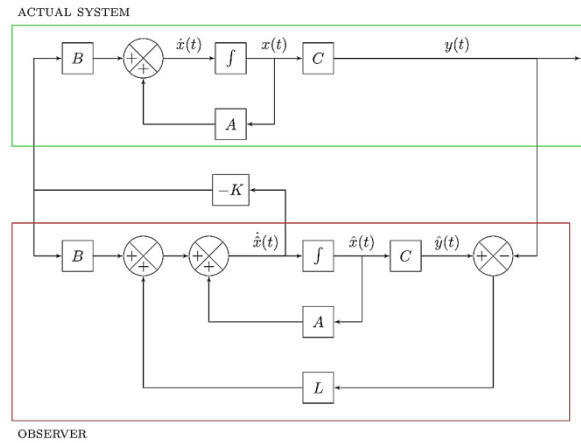 ACTUAL SYSTEM
B + + ẋ(t) ∫ x(t) C y(t)
A
−K
B + + + + x̂̇(t) ∫ x̂(t) C ŷ(t) + −
A
L
OBSERVER